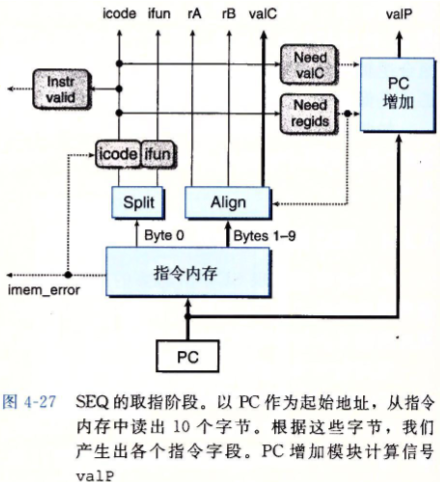 icode ifun rA rB valC valP
Need
valC
Instr
valid
PC
增加
Need
regids
icode ifun
Split Align
Byte 0 Bytes 1–9
指令内存
imem_error
PC
图 4-27 SEQ 的取指阶段。以 PC 作为起始地址，从指令
内存中读出 10 个字节。根据这些字节，我们
产生出各个指令字段。PC 增加模块计算信号
valP